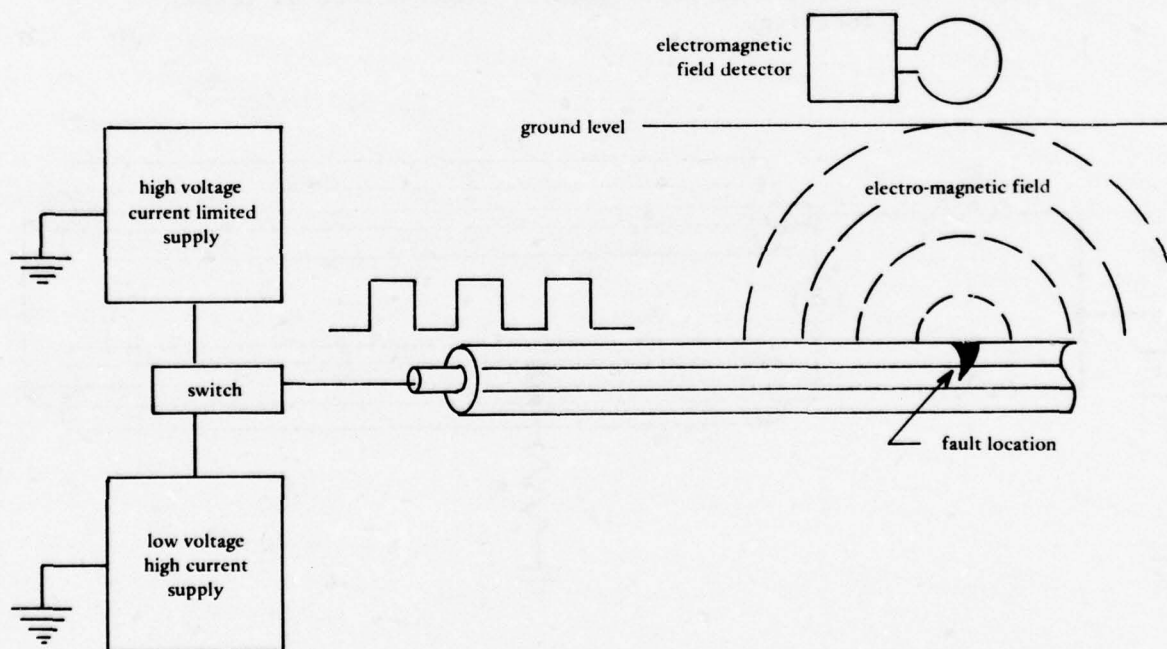 electromagnetic
field detector
ground level
high voltage
current limited
supply
electro-magnetic field
switch
fault location
low voltage
high current
supply